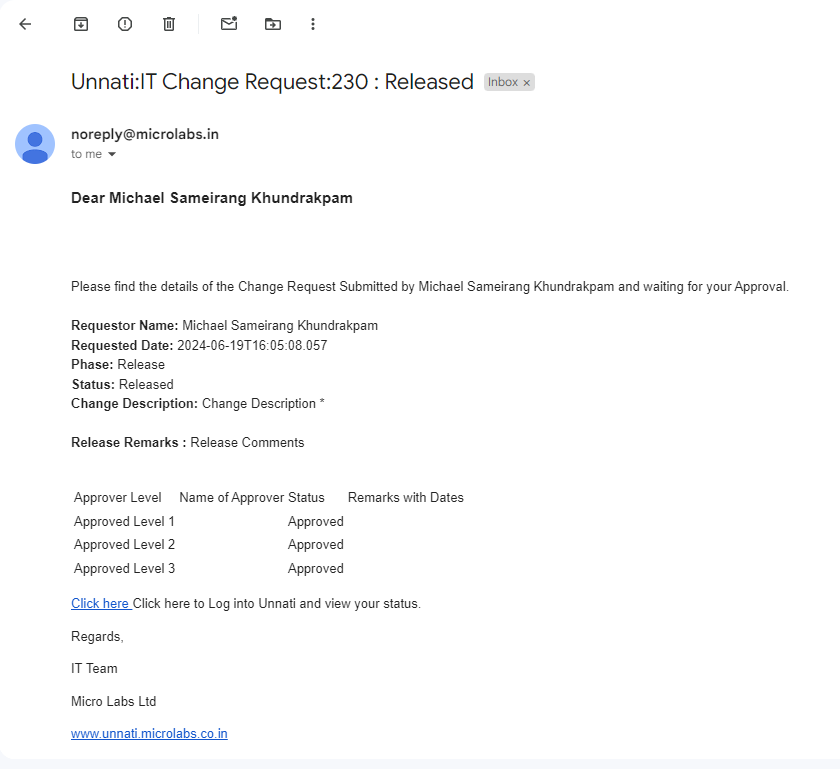 Unnati:IT Change Request:230 : Released Inbox ×
noreply@microlabs.in
to me
Dear Michael Sameirang Khundrakpam
Please find the details of the Change Request Submitted by Michael Sameirang Khundrakpam and waiting for your Approval.
Requestor Name: Michael Sameirang Khundrakpam
Requested Date: 2024-06-19T16:05:08.057
Phase: Release
Status: Released
Change Description: Change Description *
Release Remarks : Release Comments
Approver Level Name of Approver Status Remarks with Dates
Approved Level 1 Approved
Approved Level 2 Approved
Approved Level 3 Approved
Click here Click here to Log into Unnati and view your status.
Regards,
IT Team
Micro Labs Ltd
www.unnati.microlabs.co.in